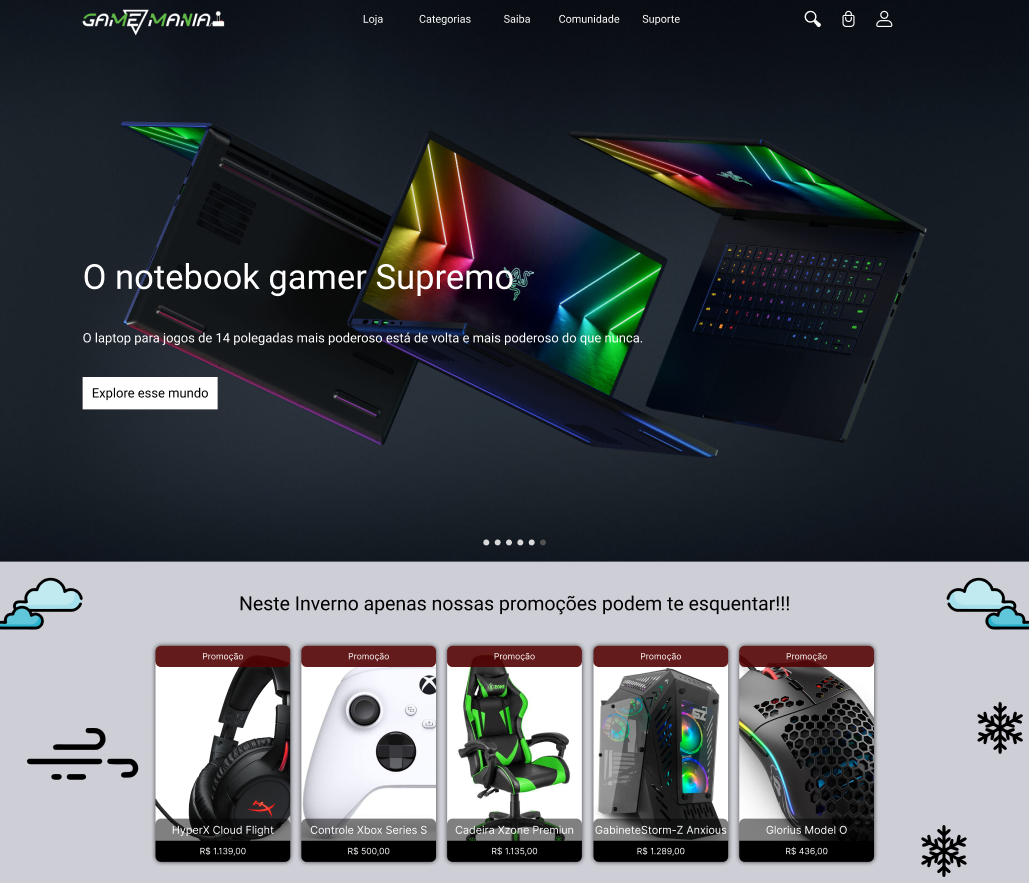 GAMEMANIA
Loja Categorias Saiba Comunidade Suporte
O notebook gamer Supremo
O laptop para jogos de 14 polegadas mais poderoso está de volta e mais poderoso do que nunca.
Explore esse mundo
Neste Inverno apenas nossas promoções podem te esquentar!!!
Promoção Promoção Promoção Promoção Promoção
XZONE
HyperX Cloud Flight Controle Xbox Series S Cadeira Xzone Premiun GabineteStorm-Z Anxious Glorius Model O
R$ 1.139,00 R$ 500,00 R$ 1.135,00 R$ 1.289,00 R$ 436,00